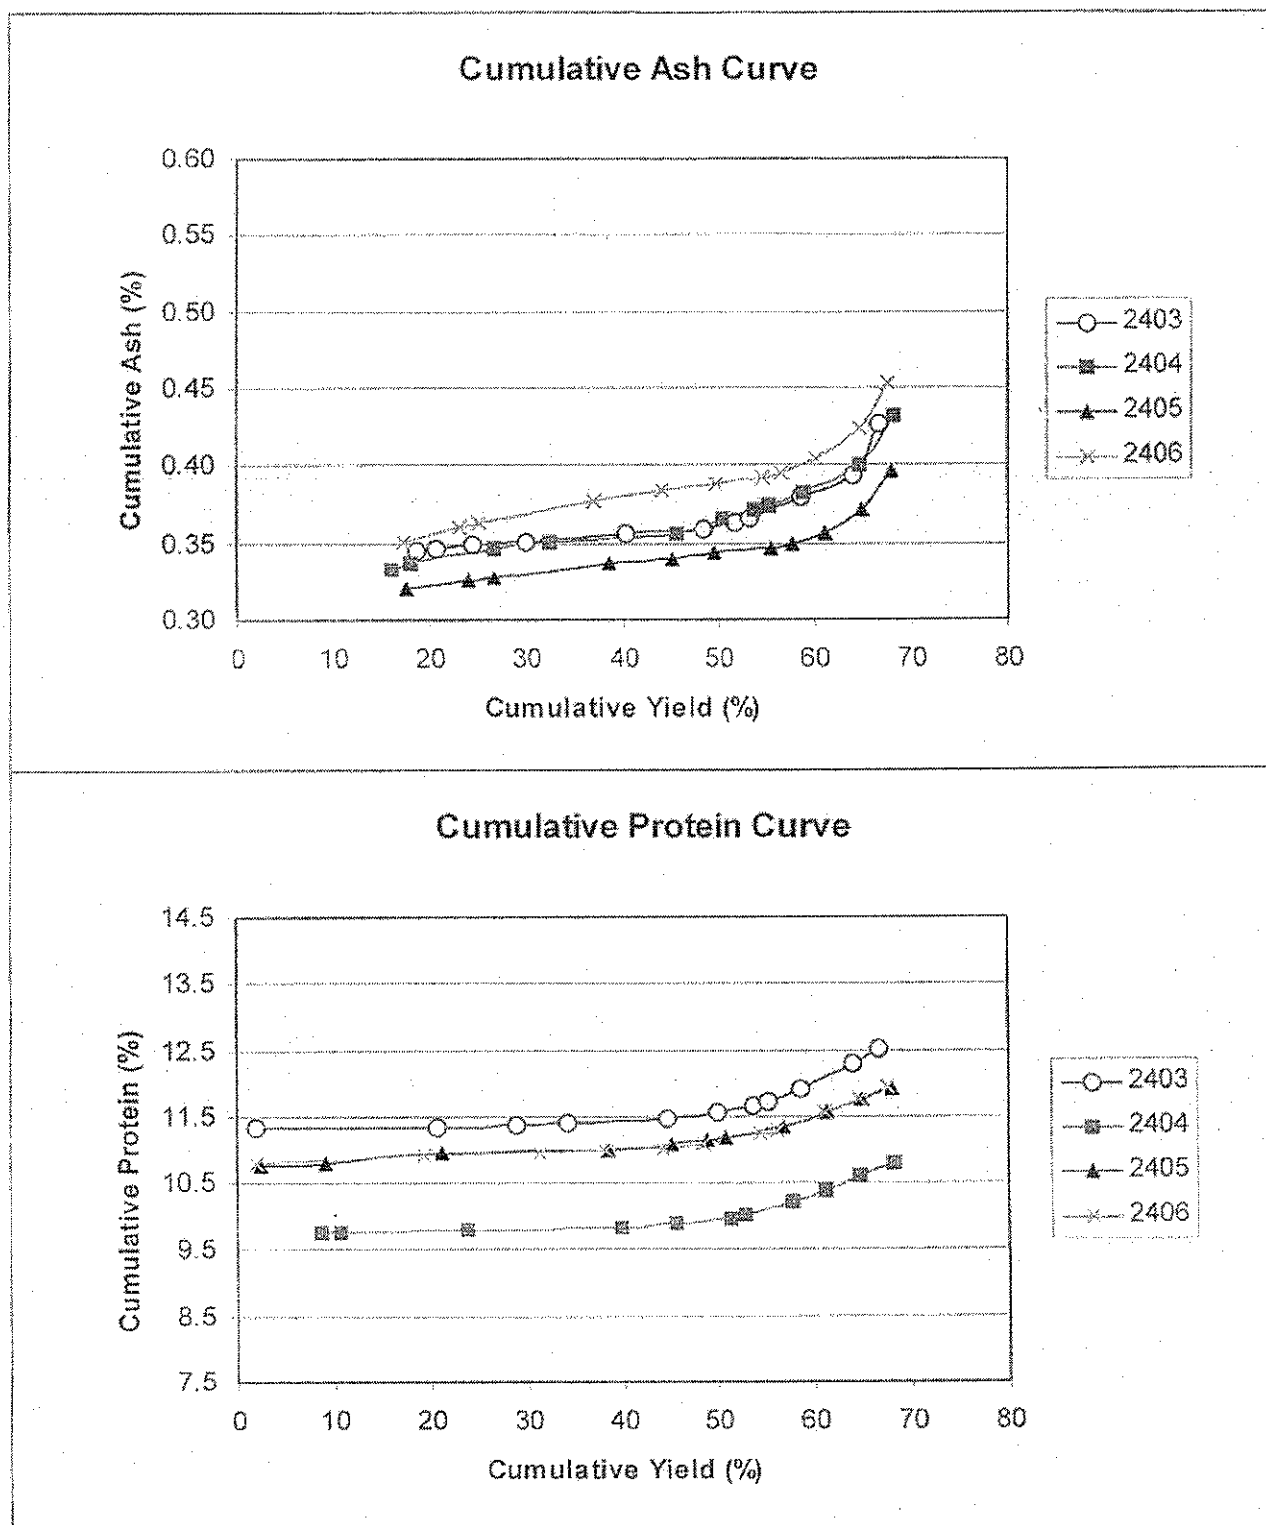 Cumulative Ash Curve
0.60
0.55
0.50
0.45
0.40
0.35
0.30
Cumulative Ash (%)
0 10 20 30 40 50 60 70 80
Cumulative Yield (%)
2403
2404
2405
2406
Cumulative Protein Curve
14.5
13.5
12.5
11.5
10.5
9.5
8.5
7.5
Cumulative Protein (%)
0 10 20 30 40 50 60 70 80
Cumulative Yield (%)
2403
2404
2405
2406